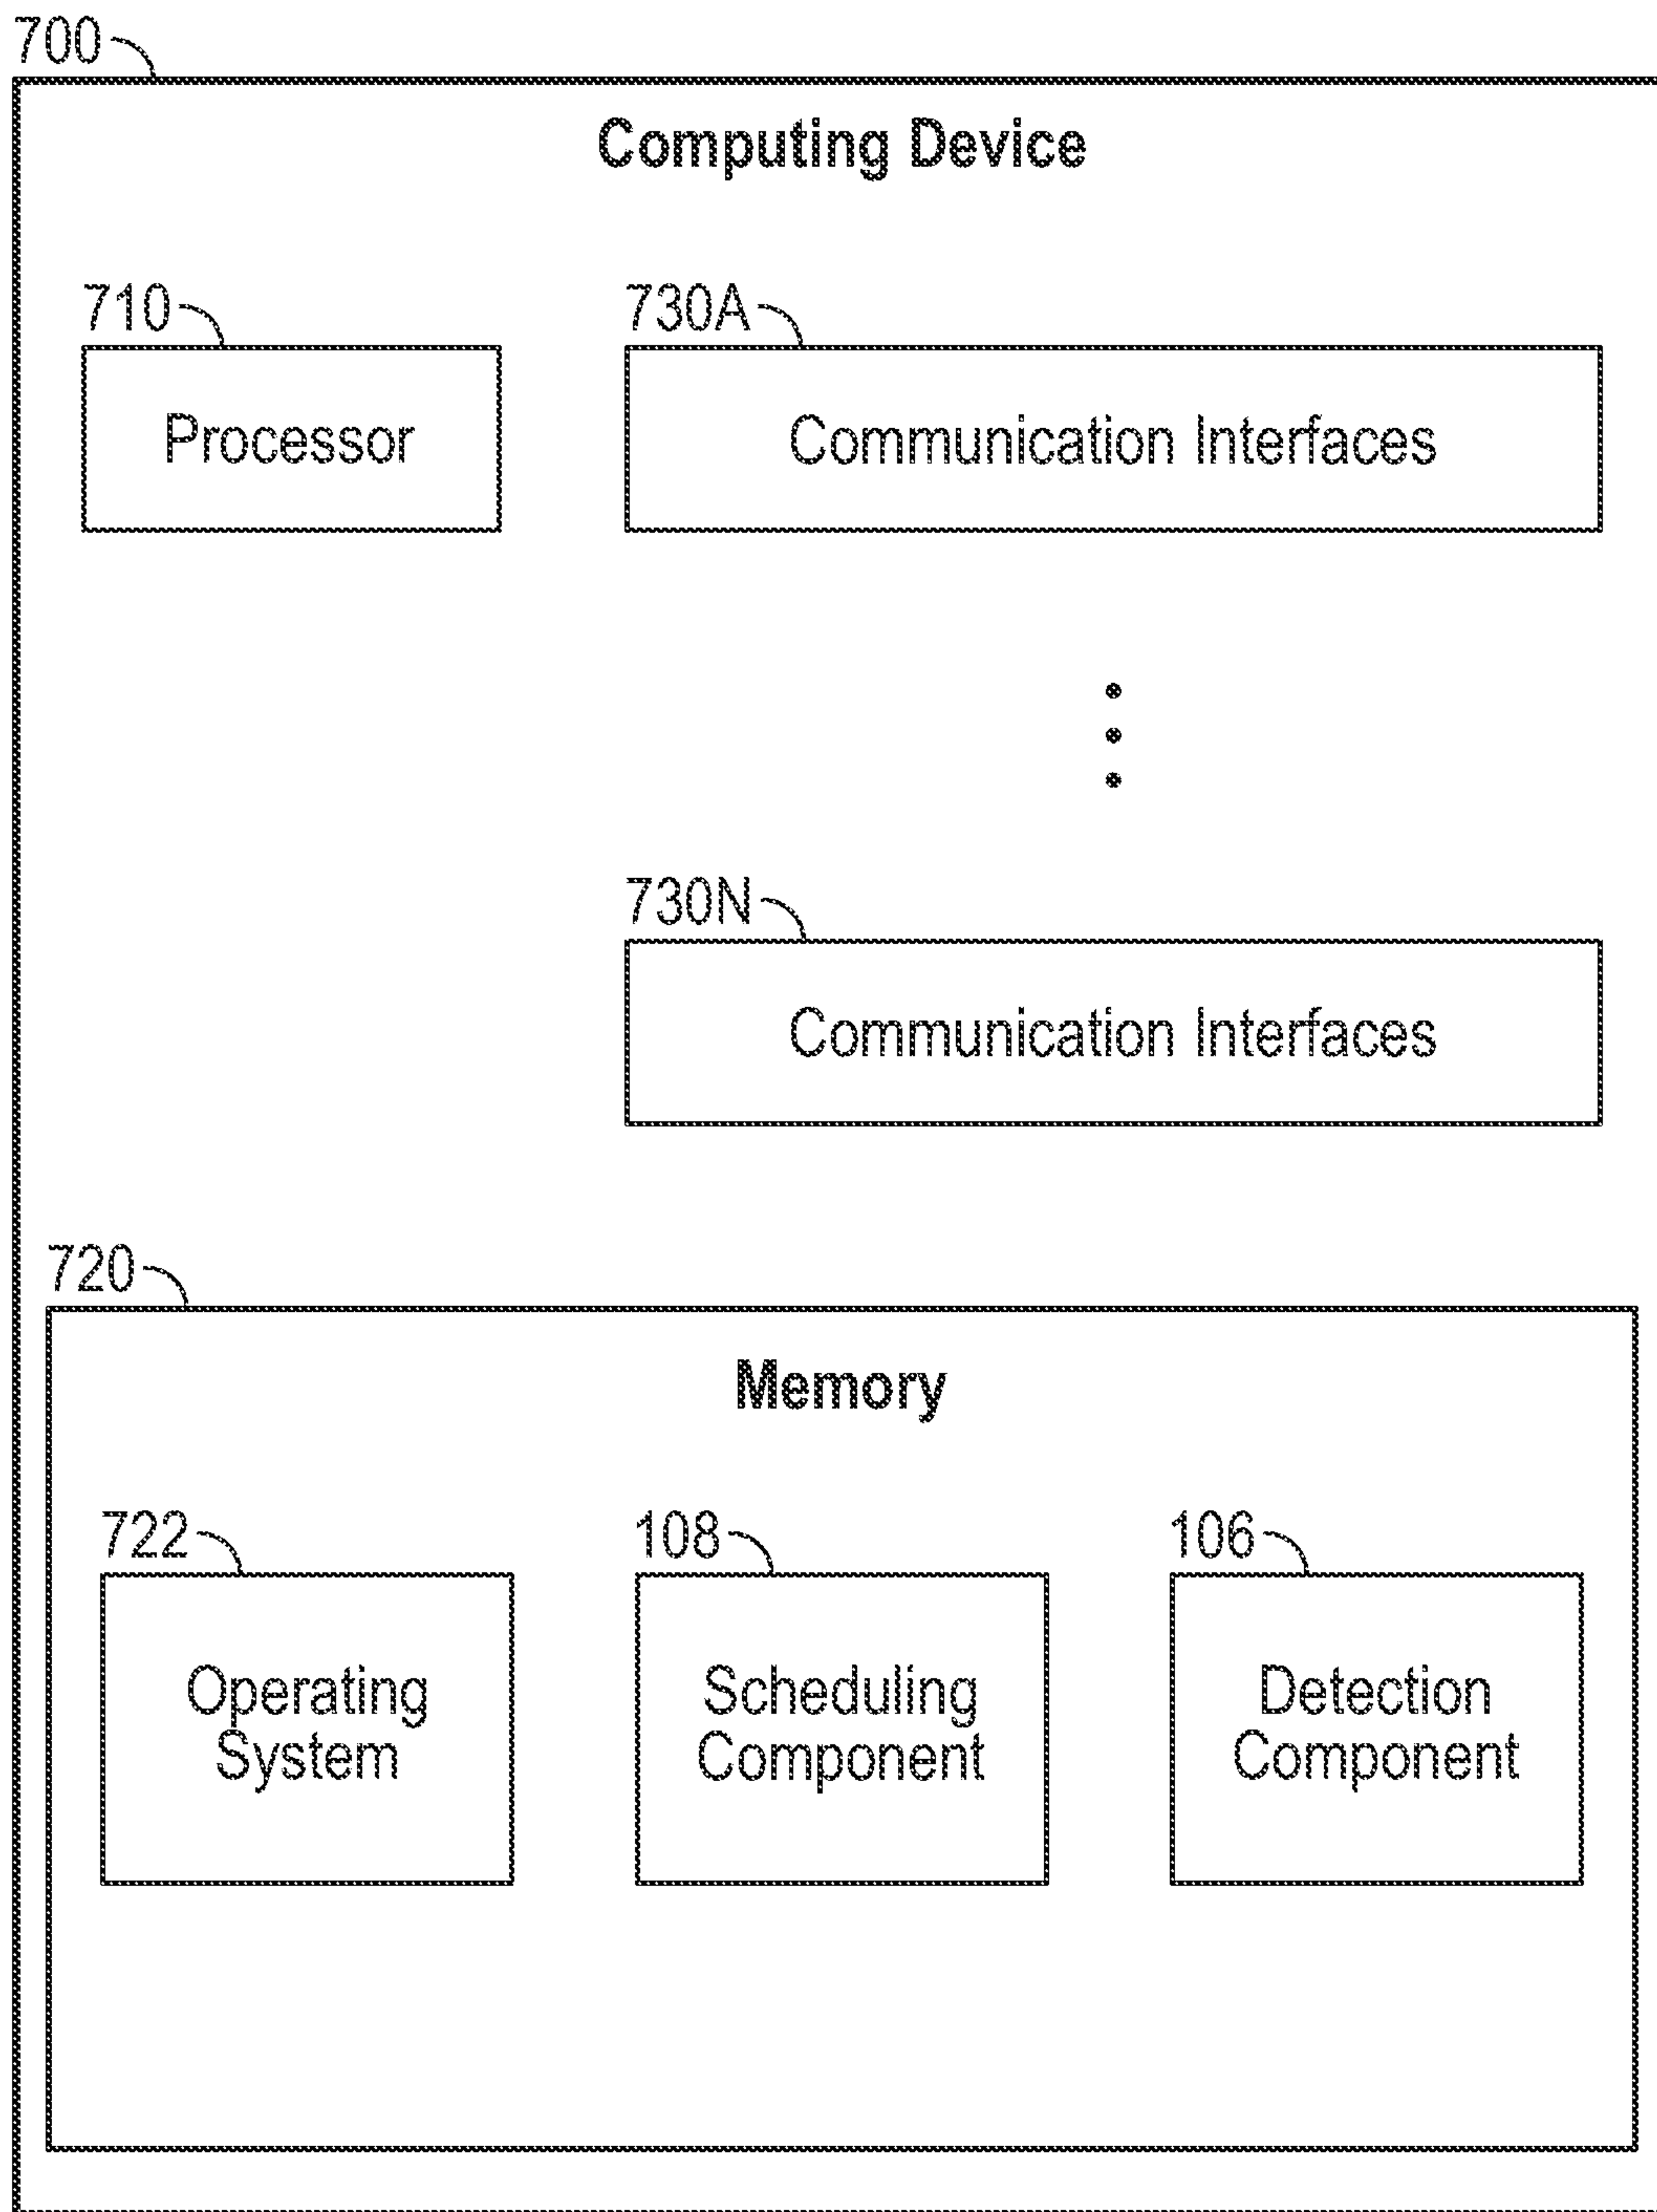 700
Computing Device
710
730A
Processor
Communication Interfaces
730N
Communication Interfaces
720
Memory
722
108
106
Operating
System
Scheduling
Component
Detection
Component